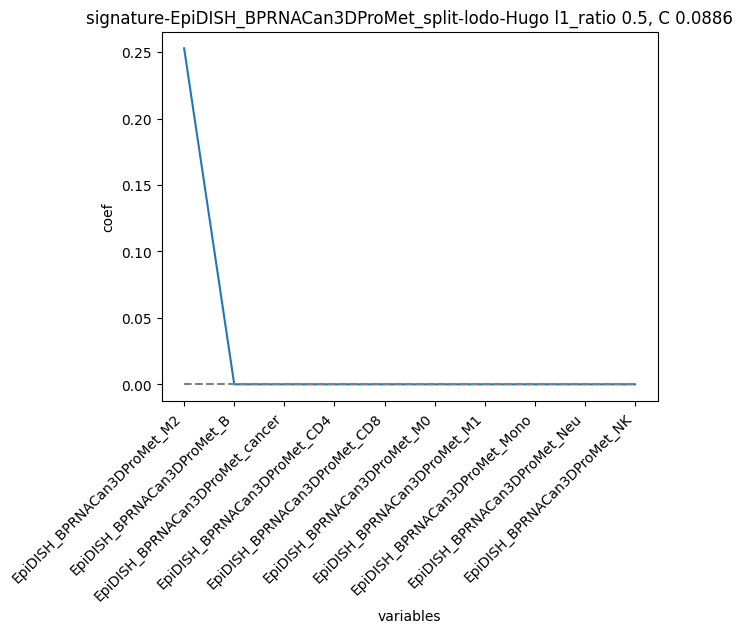 signature-EpiDISH_BPRNACan3DProMet_split-lodo-Hugo l1_ratio 0.5, C 0.0886
0.25
0.20
0.15
0.10
0.05
0.00
coef
EpiDISH_BPRNACan3DProMet_M2
EpiDISH_BPRNACan3DProMet_B
EpiDISH_BPRNACan3DProMet_cancer
EpiDISH_BPRNACan3DProMet_CD4
EpiDISH_BPRNACan3DProMet_CD8
EpiDISH_BPRNACan3DProMet_M0
EpiDISH_BPRNACan3DProMet_M1
EpiDISH_BPRNACan3DProMet_Mono
EpiDISH_BPRNACan3DProMet_Neu
EpiDISH_BPRNACan3DProMet_NK
variables